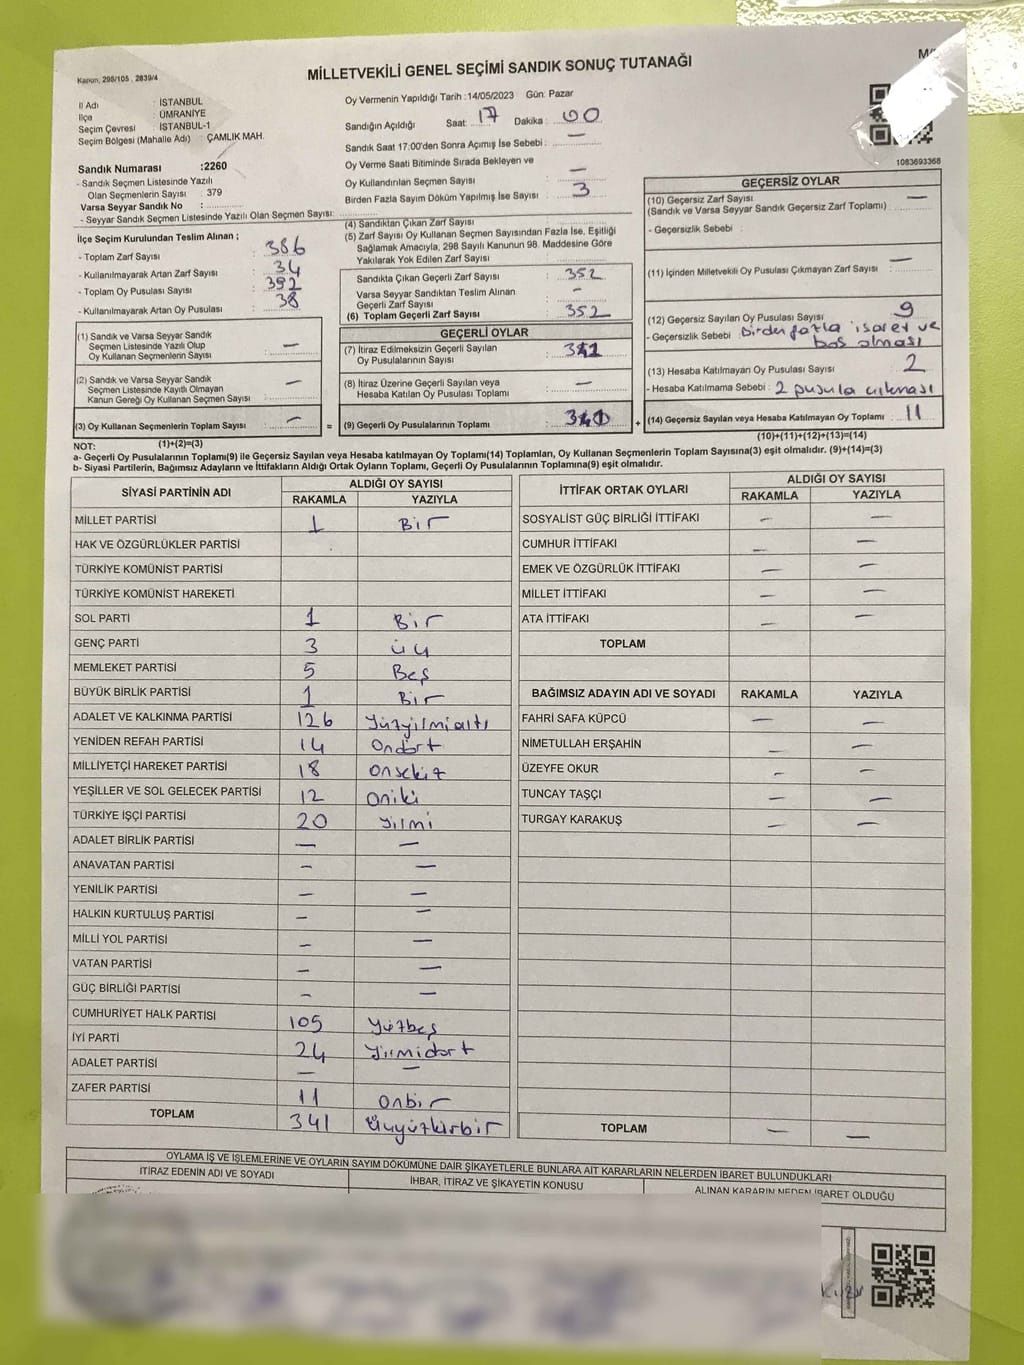 Kanun, 298/105 , 2839/4
MİLLETVEKİLİ GENEL SEÇİMİ SANDIK SONUÇ TUTANAĞI
İl Adı : İSTANBUL
İlçe : ÜMRANİYE
Seçim Çevresi : İSTANBUL-1
Seçim Bölgesi (Mahalle Adı) : ÇAMLIK MAH.
Sandık Numarası :2260
- Sandık Seçmen Listesinde Yazılı
Olan Seçmenlerin Sayısı : 379
Varsa Seyyar Sandık No :
- Seyyar Sandık Seçmen Listesinde Yazılı Olan Seçmen Sayısı:
Oy Vermenin Yapıldığı Tarih :14/05/2023 Gün: Pazar
Sandığın Açıldığı Saat : 17 Dakika : 00
Sandık Saat 17:00'den Sonra Açımış İse Sebebi : —
Oy Verme Saati Bitiminde Sırada Bekleyen ve
Oy Kullandırılan Seçmen Sayısı : —
Birden Fazla Sayım Döküm Yapılmış İse Sayısı : 3
1083693368
İlçe Seçim Kurulundan Teslim Alınan ;
- Toplam Zarf Sayısı : 386
- Kullanılmayarak Artan Zarf Sayısı : 34
- Toplam Oy Pusulası Sayısı : 392
- Kullanılmayarak Artan Oy Pusulası : 38
(1) Sandık ve Varsa Seyyar Sandık
Seçmen Listesinde Yazılı Olup
Oy Kullanan Seçmenlerin Sayısı : —
(2) Sandık ve Varsa Seyyar Sandık
Seçmen Listesinde Kayıtlı Olmayan
Kanun Gereği Oy Kullanan Seçmen Sayısı : —
(3) Oy Kullanan Seçmenlerin Toplam Sayısı : —
(4) Sandıktan Çıkan Zarf Sayısı :
(5) Zarf Sayısı Oy Kullanan Seçmen Sayısından Fazla İse, Eşitliği
Sağlamak Amacıyla, 298 Sayılı Kanunun 98. Maddesine Göre
Yakılarak Yok Edilen Zarf Sayısı :
Sandıkta Çıkan Geçerli Zarf Sayısı : 352
Varsa Seyyar Sandıktan Teslim Alınan
Geçerli Zarf Sayısı : -
(6) Toplam Geçerli Zarf Sayısı : 352
GEÇERLİ OYLAR
(7) İtiraz Edilmeksizin Geçerli Sayılan
Oy Pusulalarının Sayısı : 341
(8) İtiraz Üzerine Geçerli Sayılan veya
Hesaba Katılan Oy Pusulası Toplamı : —
= (9) Geçerli Oy Pusulalarının Toplamı :
GEÇERSİZ OYLAR
(10) Geçersiz Zarf Sayısı : —
(Sandık ve Varsa Seyyar Sandık Geçersiz Zarf Toplamı)
- Geçersizlik Sebebi :
(11) İçinden Milletvekili Oy Pusulası Çıkmayan Zarf Sayısı : —
(12) Geçersiz Sayılan Oy Pusulası Sayısı : 9
- Geçersizlik Sebebi : Birden fazla işaret ve
boş olması
(13) Hesaba Katılmayan Oy Pusulası Sayısı : 2
- Hesaba Katılmama Sebebi : 2 pusula çıkması
+ (14) Geçersiz Sayılan veya Hesaba Katılmayan Oy Toplamı : 11
NOT: (1)+(2)=(3)
(10)+(11)+(12)+(13)=(14)
a- Geçerli Oy Pusulalarının Toplamı(9) ile Geçersiz Sayılan veya Hesaba katılmayan Oy Toplamı(14) Toplamları, Oy Kullanan Seçmenlerin Toplam Sayısına(3) eşit olmalıdır. (9)+(14)=(3)
b- Siyasi Partilerin, Bağımsız Adayların ve İttifakların Aldığı Ortak Oyların Toplamı, Geçerli Oy Pusulalarının Toplamına(9) eşit olmalıdır.
SİYASİ PARTİNİN ADI ALDIĞI OY SAYISI
RAKAMLA YAZIYLA
MİLLET PARTİSİ 1 Bir
HAK VE ÖZGÜRLÜKLER PARTİSİ
TÜRKİYE KOMÜNİST PARTİSİ
TÜRKİYE KOMÜNİST HAREKETİ
SOL PARTİ 1 Bir
GENÇ PARTİ 3 üç
MEMLEKET PARTİSİ 5 Beş
BÜYÜK BİRLİK PARTİSİ 1 Bir
ADALET VE KALKINMA PARTİSİ 126 Yüzyilmialtı
YENİDEN REFAH PARTİSİ 14 Ondört
MİLLİYETÇİ HAREKET PARTİSİ 18 onsekiz
YEŞİLLER VE SOL GELECEK PARTİSİ 12 oniki
TÜRKİYE İŞÇİ PARTİSİ 20 yilmi
ADALET BİRLİK PARTİSİ — —
ANAVATAN PARTİSİ — —
YENİLİK PARTİSİ — —
HALKIN KURTULUŞ PARTİSİ — —
MİLLİ YOL PARTİSİ — —
VATAN PARTİSİ — —
GÜÇ BİRLİĞİ PARTİSİ — —
CUMHURİYET HALK PARTİSİ 105 yüzbeş
İYİ PARTİ 24 yirmidört
ADALET PARTİSİ — —
ZAFER PARTİSİ 11 onbir
TOPLAM 341 üçyüzkırbir
İTTİFAK ORTAK OYLARI ALDIĞI OY SAYISI
RAKAMLA YAZIYLA
SOSYALİST GÜÇ BİRLİĞİ İTTİFAKI — —
CUMHUR İTTİFAKI — —
EMEK VE ÖZGÜRLÜK İTTİFAKI — —
MİLLET İTTİFAKI — —
ATA İTTİFAKI — —
TOPLAM
BAĞIMSIZ ADAYIN ADI VE SOYADI RAKAMLA YAZIYLA
FAHRİ SAFA KÜPCÜ — —
NİMETULLAH ERŞAHİN — —
ÜZEYFE OKUR — —
TUNCAY TAŞÇI — —
TURGAY KARAKUŞ — —
TOPLAM — —
OYLAMA İŞ VE İŞLEMLERİNE VE OYLARIN SAYIM DÖKÜMÜNE DAİR ŞİKAYETLERLE BUNLARA AİT KARARLARIN NELERDEN İBARET BULUNDUKLARI
İTİRAZ EDENİN ADI VE SOYADI İHBAR, İTİRAZ VE ŞİKAYETİN KONUSU ALINAN KARARIN NEDEN İBARET OLDUĞU